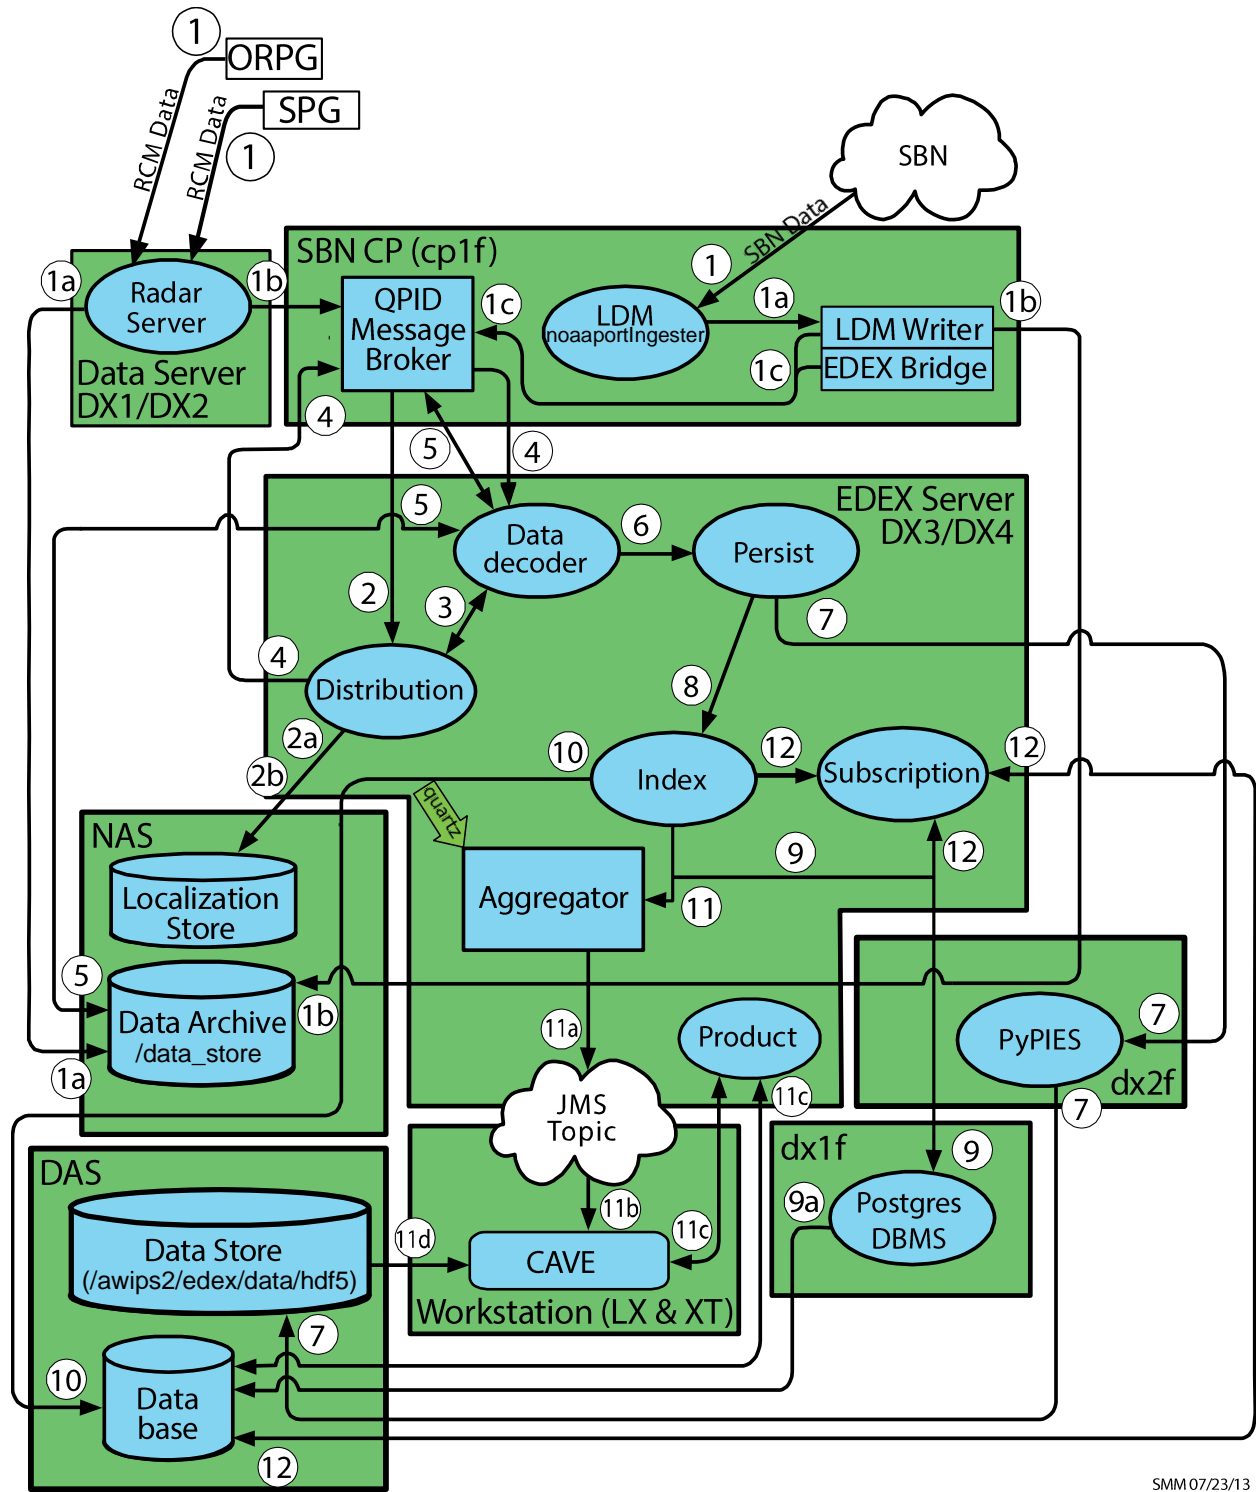 1
ORPG
SPG
RCM Data
RCM Data
1
SBN
SBN Data
SBN CP (cp1f)
1
1a
1b
1a
1b
1c
Radar
Server
QPID
Message
Broker
LDM
noaaportIngester
LDM Writer
EDEX Bridge
1c
Data Server
DX1/DX2
4
5
4
EDEX Server
DX3/DX4
5
6
Data
decoder
Persist
2
3
7
4
Distribution
8
2a
2b
10
12
12
Index
Subscription
quartz
NAS
9
12
Localization
Store
Aggregator
11
5
1b
Data Archive
/data_store
11a
Product
PyPIES
7
1a
dx2f
11c
7
JMS
Topic
dx1f
9
DAS
11b
11c
9a
Postgres
DBMS
Data Store
(/awips2/edex/data/hdf5)
11d
CAVE
Workstation (LX & XT)
7
10
Data
base
12
SMM 07/23/13